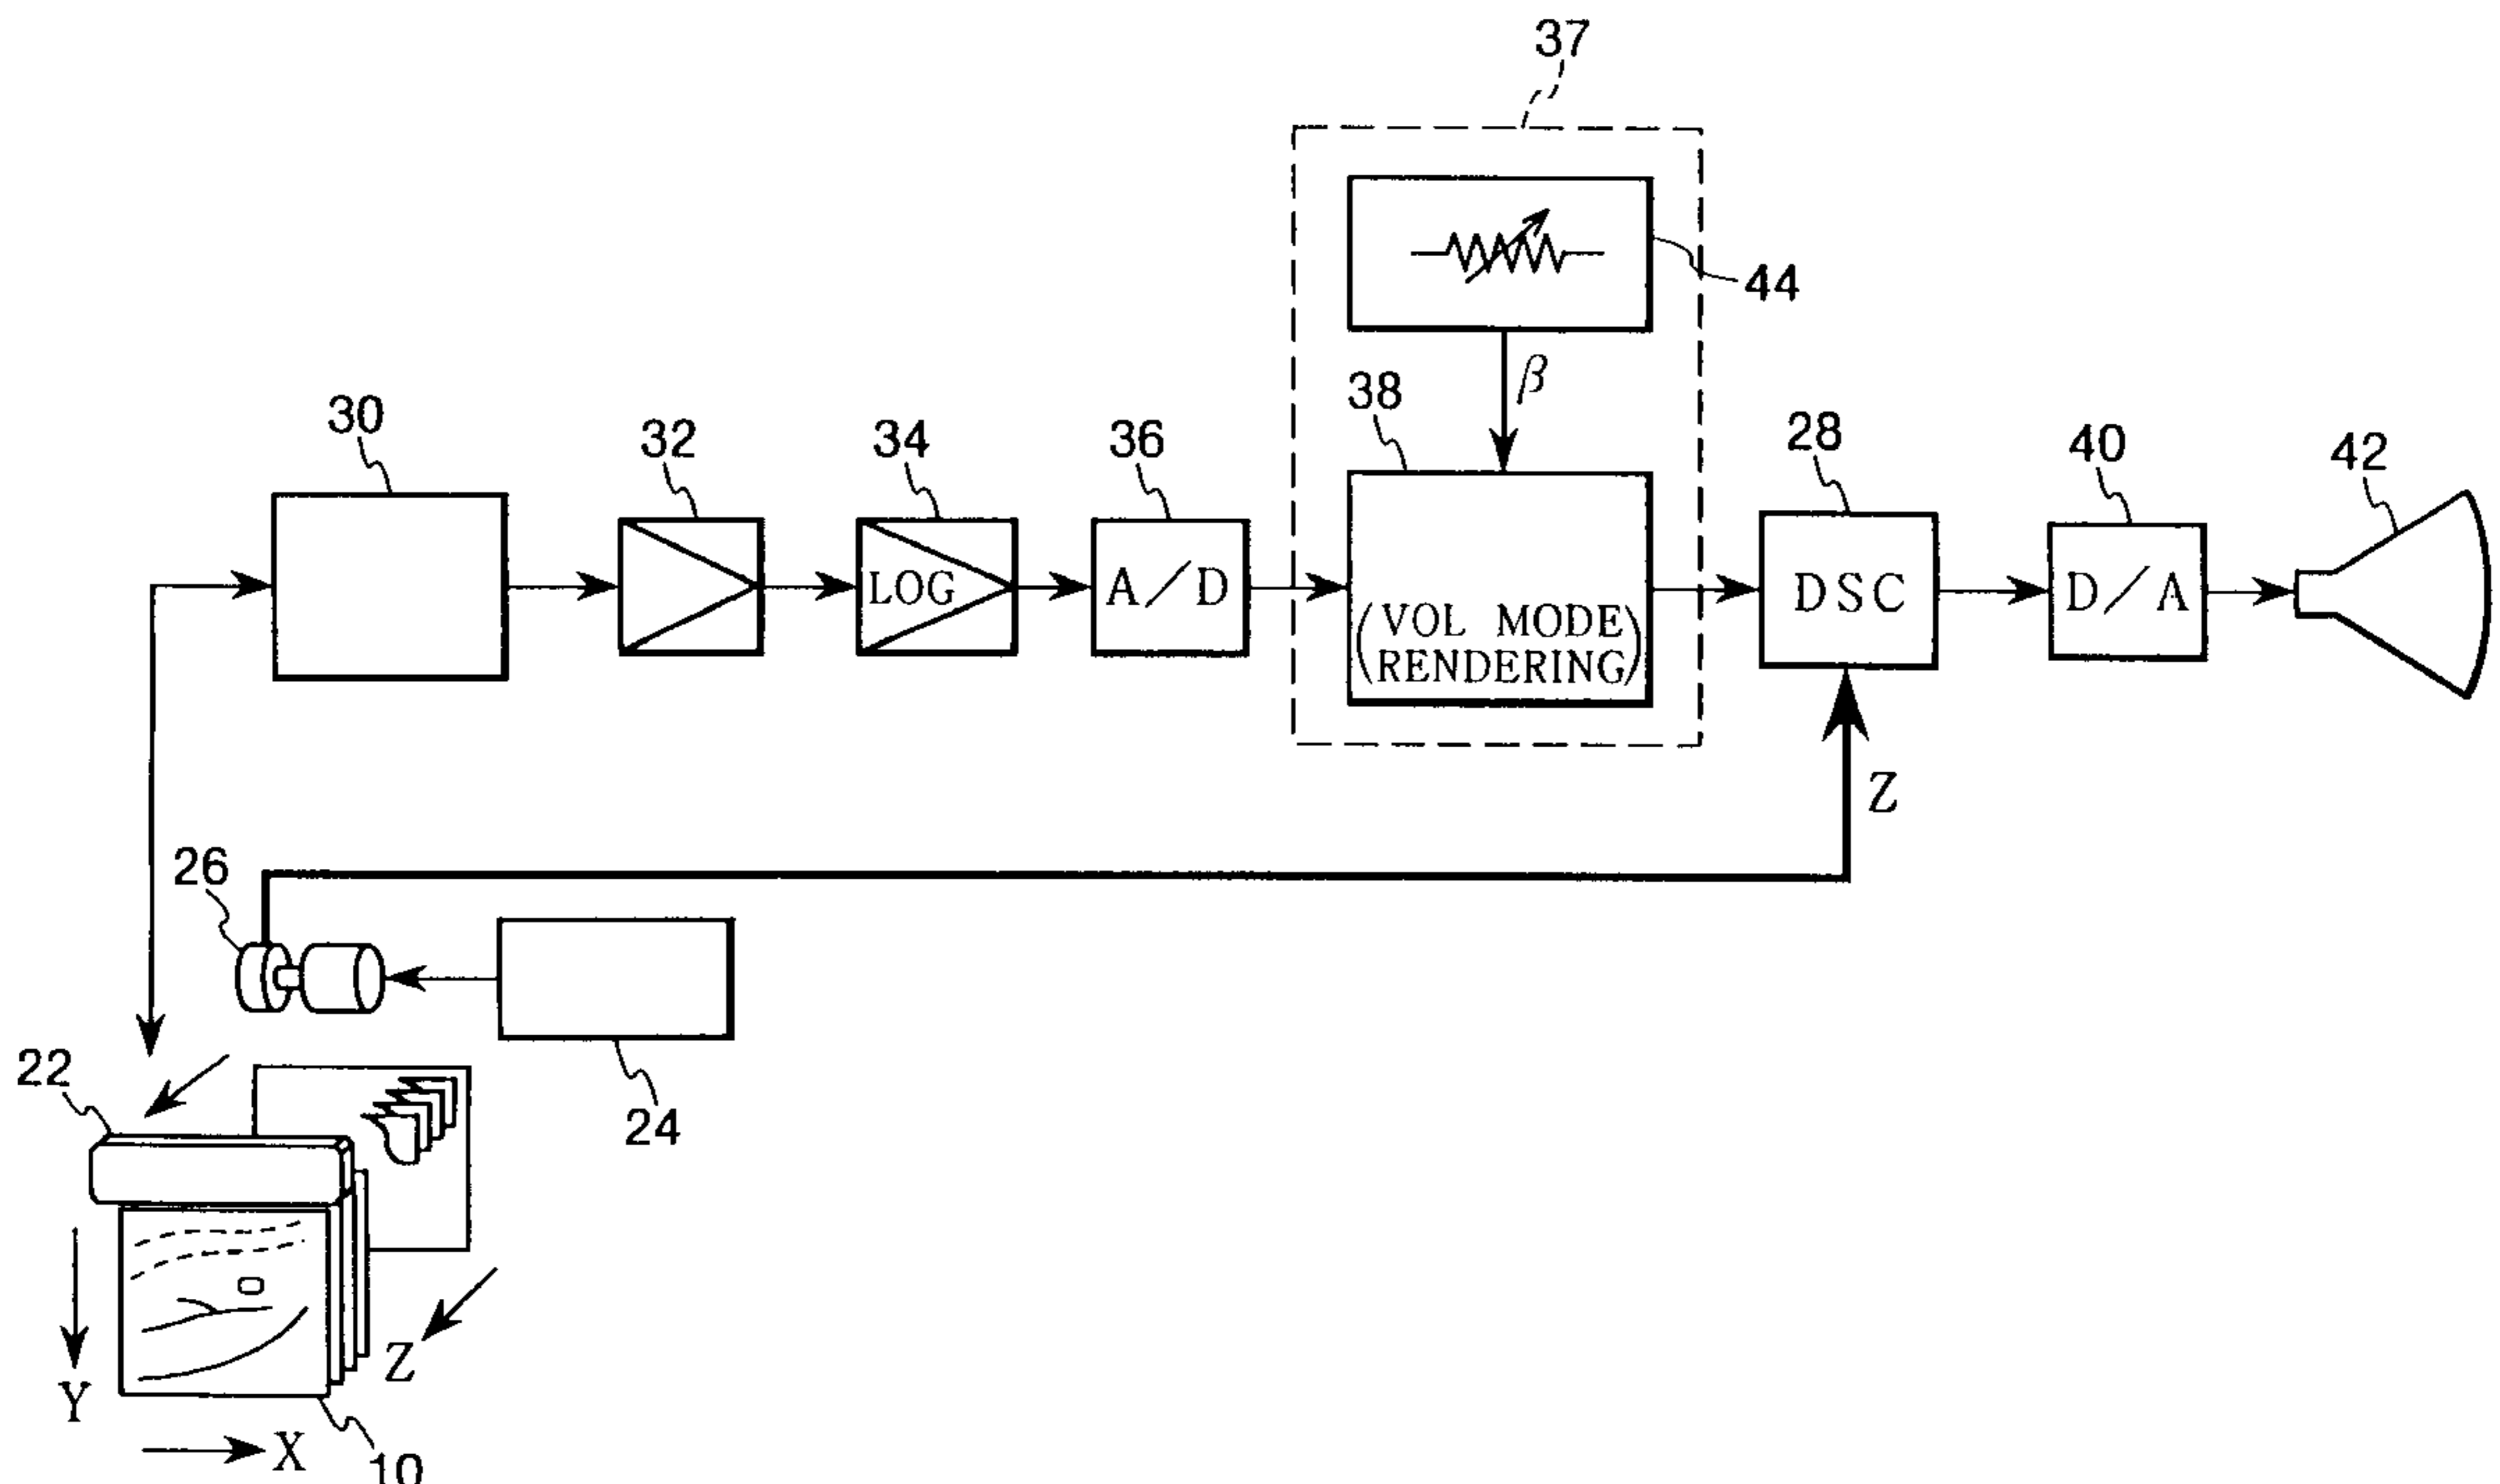 37
44
β
38
30
32
34
36
28
40
42
LOG
A/D
(VOL MODE
RENDERING)
DSC
D/A
Z
26
24
22
Z
Y
X
10